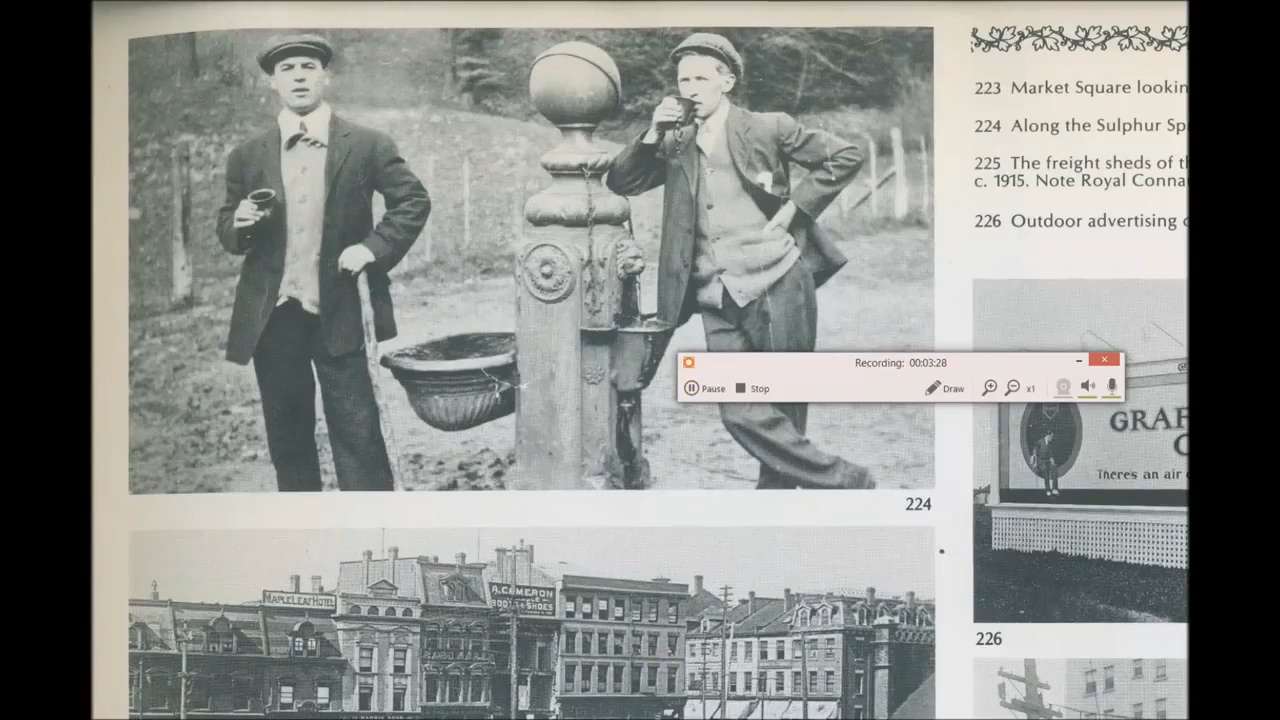 223 Market Square lookin
224 Along the Sulphur Sp
225 The freight sheds of th
c. 1915. Note Royal Conna
226 Outdoor advertising
Recording: 00:03:28
Pause
Stop
Draw
x1
GRAF
C
There's an air
224
MAPLE LEAF HOTEL
A. CAMERON
BOOTS & SHOES
226